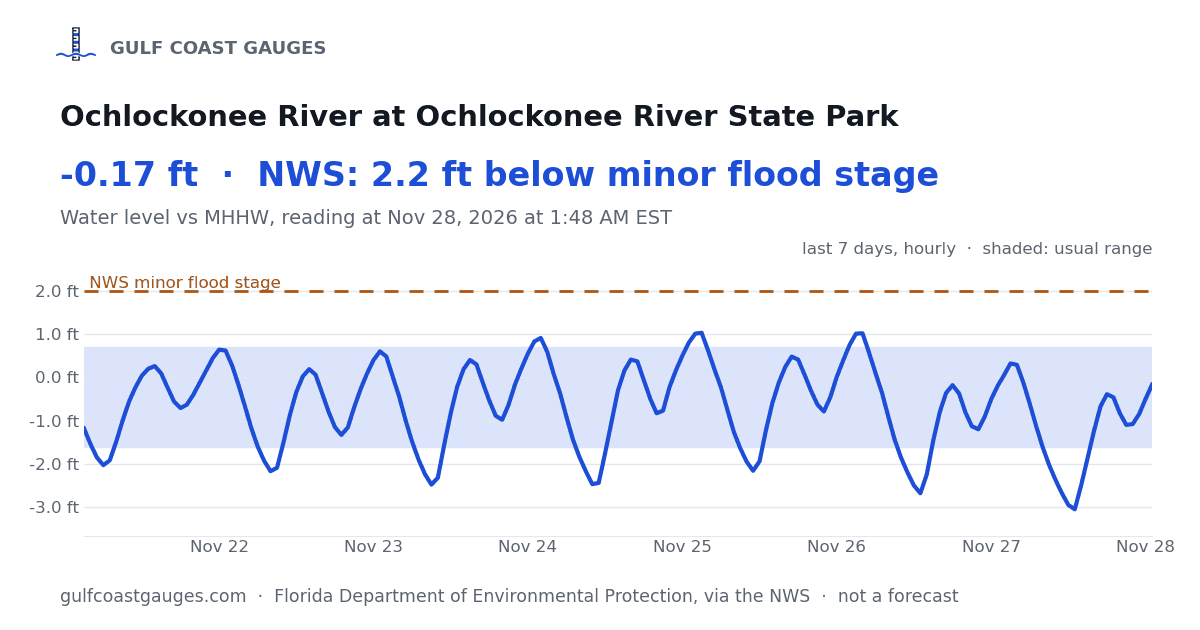 GULF COAST GAUGES
Ochlockonee River at Ochlockonee River State Park
-0.17 ft · NWS: 2.2 ft below minor flood stage
Water level vs MHHW, reading at Nov 28, 2026 at 1:48 AM EST
last 7 days, hourly · shaded: usual range
NWS minor flood stage
2.0 ft
1.0 ft
0.0 ft
-1.0 ft
-2.0 ft
-3.0 ft
Nov 22 Nov 23 Nov 24 Nov 25 Nov 26 Nov 27 Nov 28
gulfcoastgauges.com · Florida Department of Environmental Protection, via the NWS · not a forecast